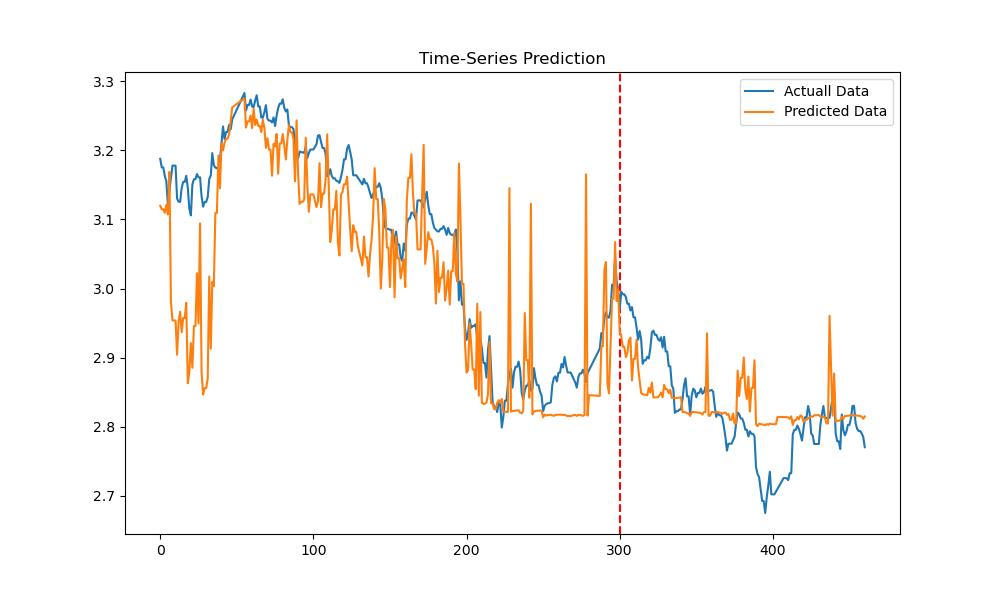 Time-Series Prediction
Actuall Data
Predicted Data
3.3
3.2
3.1
3.0
2.9
2.8
2.7
0 100 200 300 400